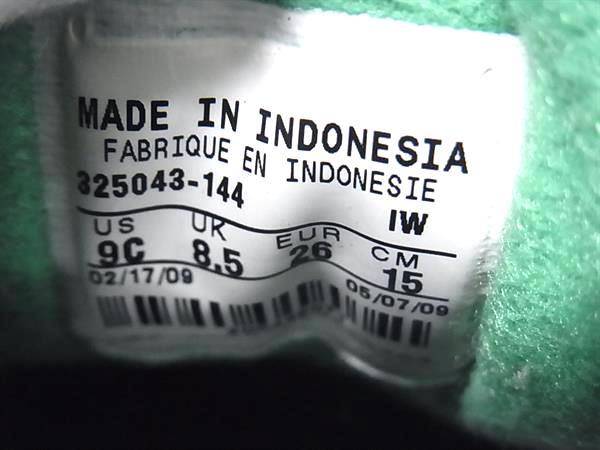 MADE IN INDONESIA
FABRIQUE EN INDONESIE
325043-144 IW
US UK EUR CM
9C 8.5 26 15
02/17/09 05/07/09